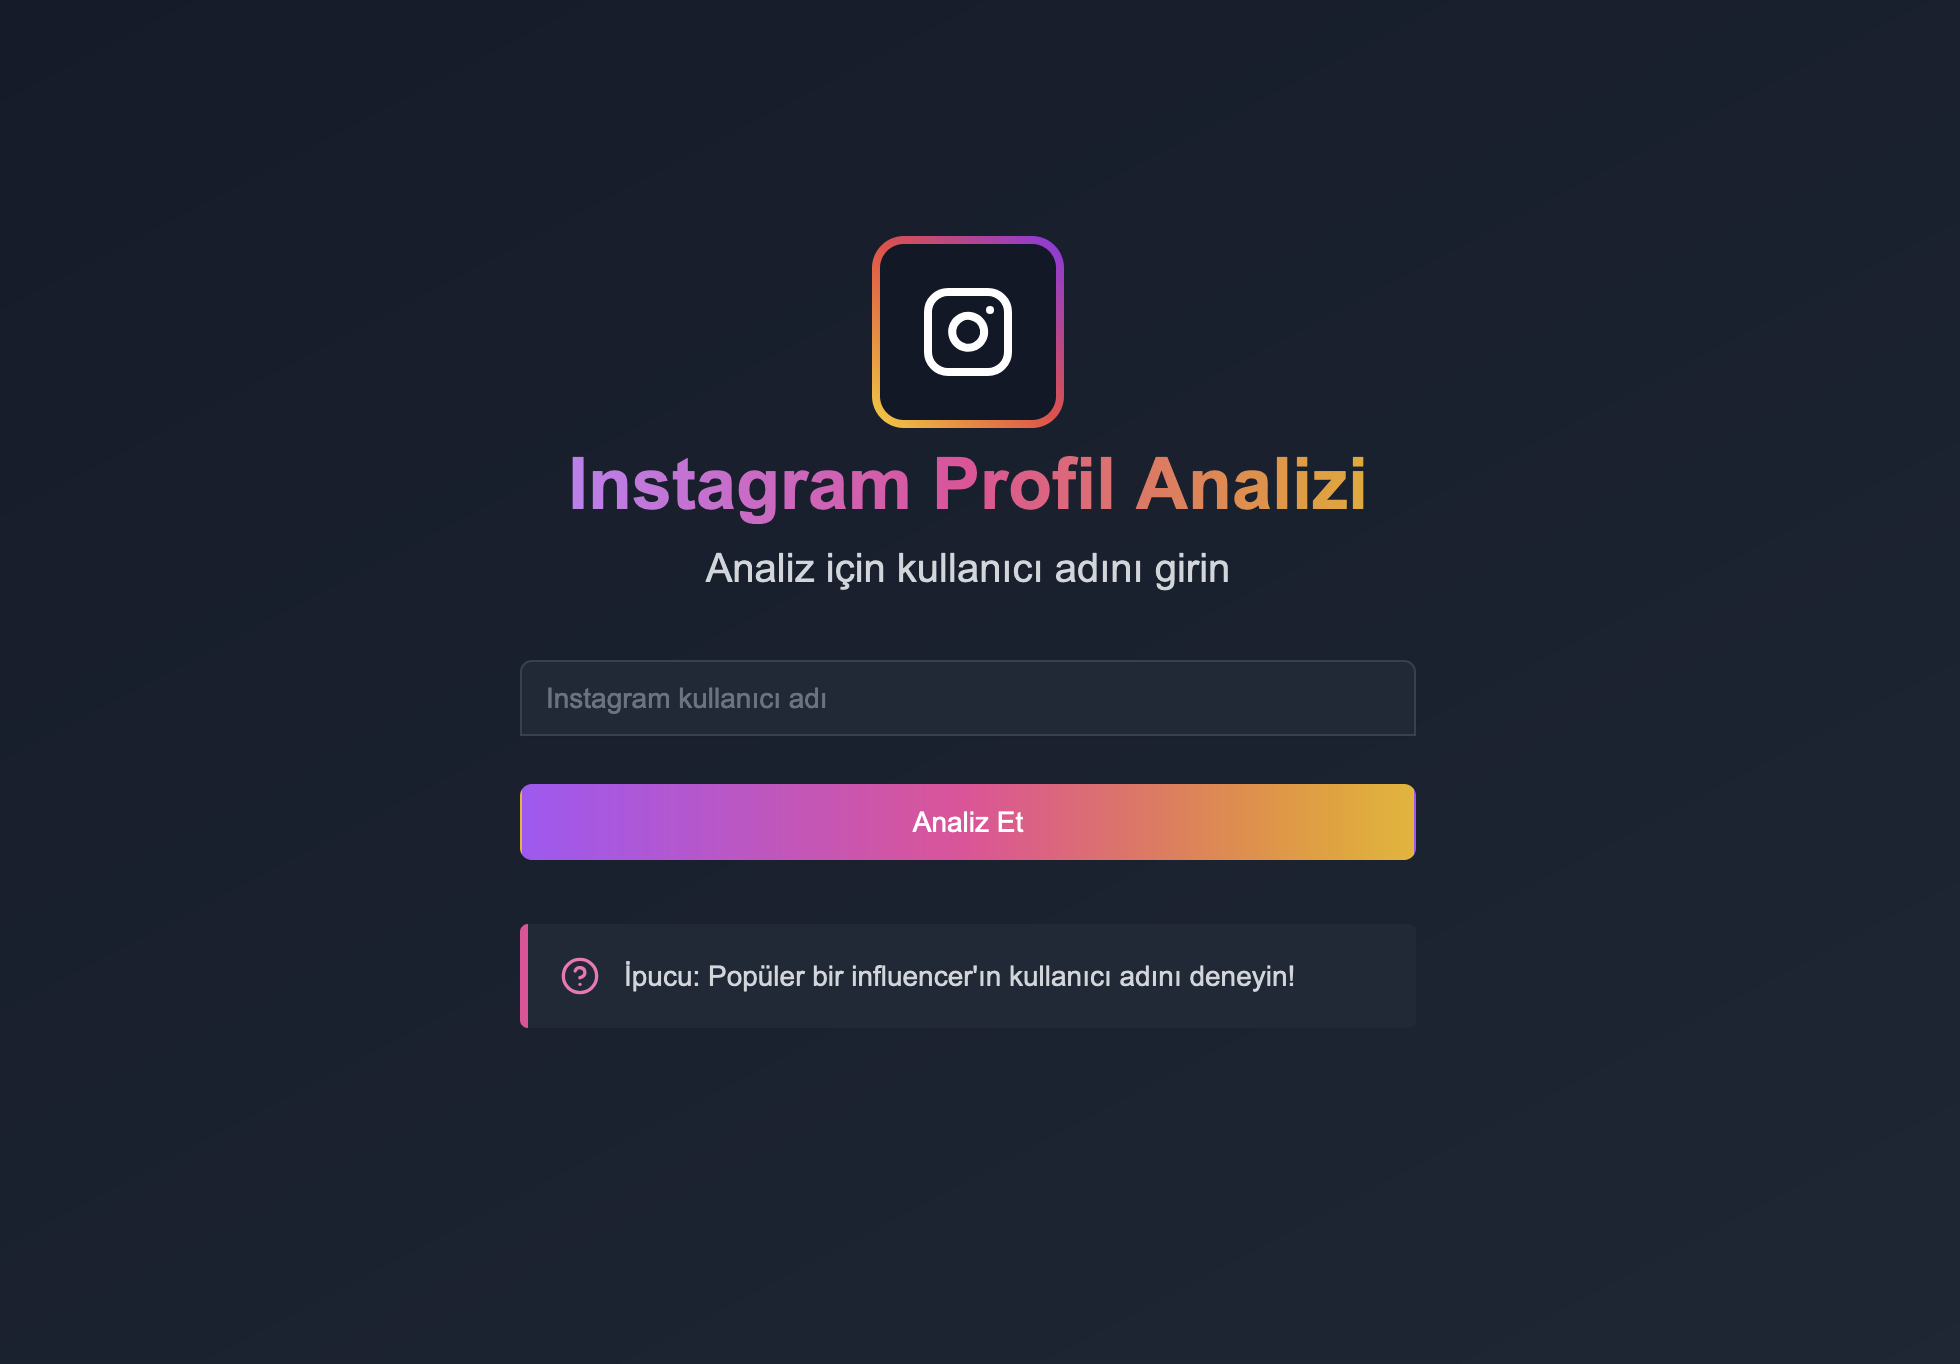 Instagram Profil Analizi
Analiz için kullanıcı adını girin
Instagram kullanıcı adı
Analiz Et
İpucu: Popüler bir influencer'ın kullanıcı adını deneyin!